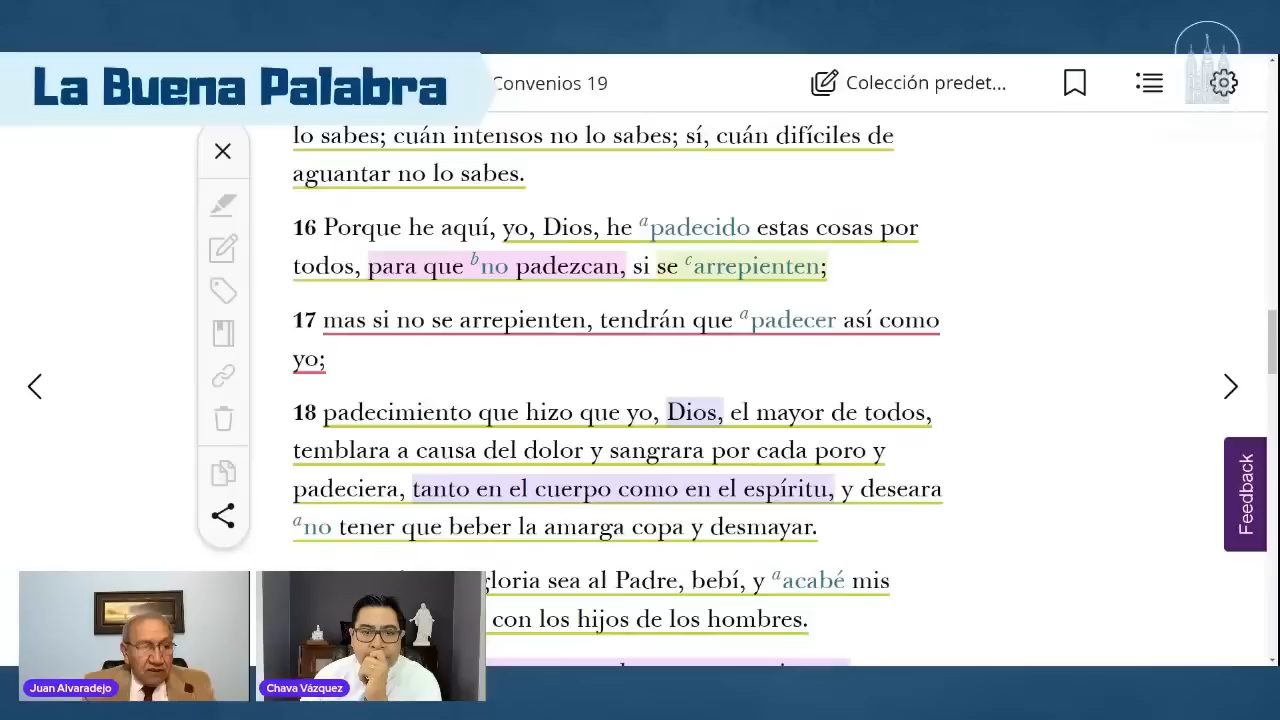 La Buena Palabra
Convenios 19
Colección predet...
lo sabes; cuán intensos no lo sabes; sí, cuán difíciles de
aguantar no lo sabes.
16 Porque he aquí, yo, Dios, he a padecido estas cosas por
todos, para que b no padezcan, si se c arrepienten;
17 mas si no se arrepienten, tendrán que a padecer así como
yo;
18 padecimiento que hizo que yo, Dios, el mayor de todos,
temblara a causa del dolor y sangrara por cada poro y
padeciera, tanto en el cuerpo como en el espíritu, y deseara
a no tener que beber la amarga copa y desmayar.
gloria sea al Padre, bebí, y a acabé mis
con los hijos de los hombres.
Feedback
Juan Alvaradejo
Chava Vázquez